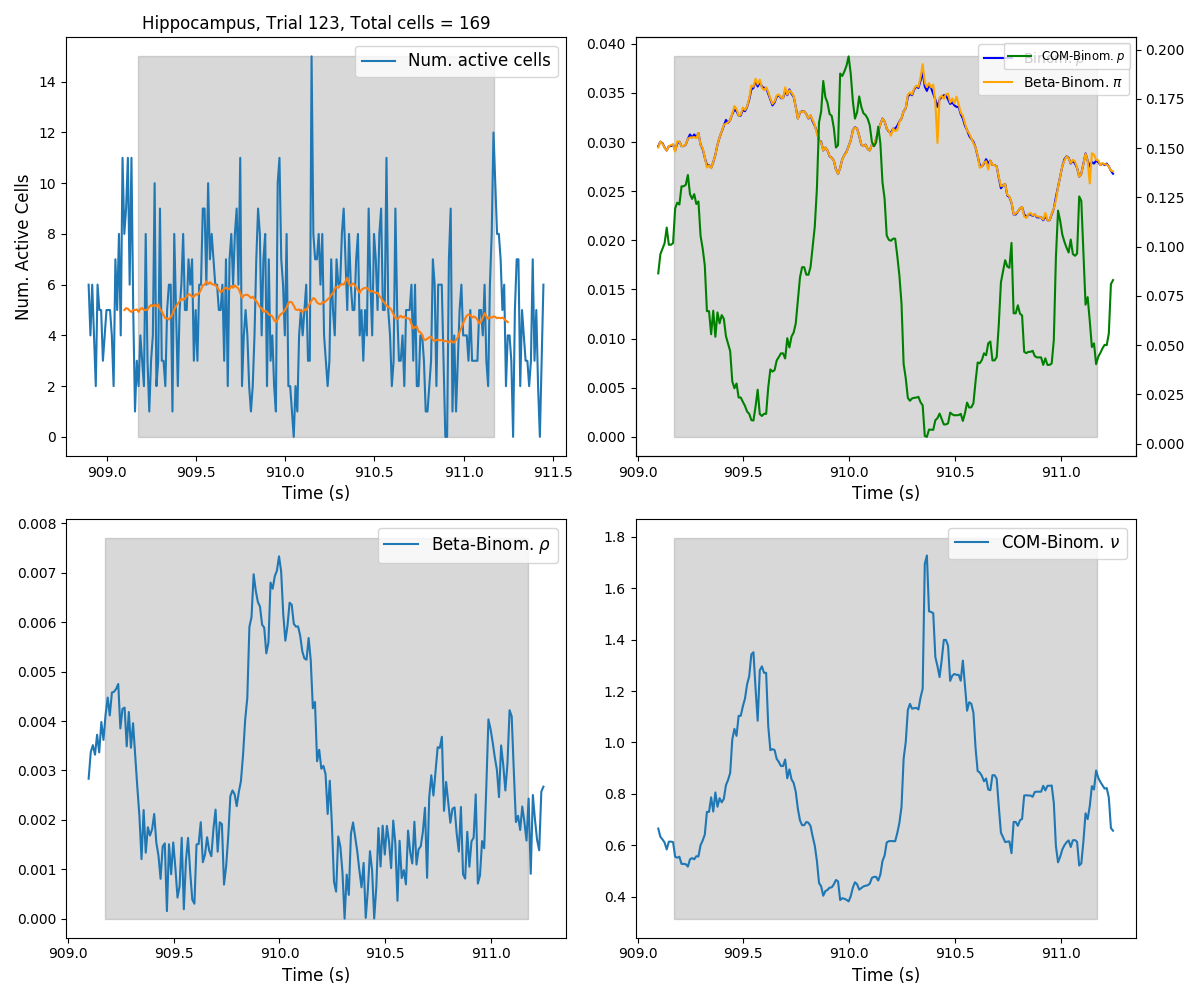 Hippocampus, Trial 123, Total cells = 169
Num. active cells
Num. Active Cells
14
12
10
8
6
4
2
0
909.0 909.5 910.0 910.5 911.0 911.5
Time (s)
COM-Binom. p
Beta-Binom. π
0.040
0.035
0.030
0.025
0.020
0.015
0.010
0.005
0.000
0.200
0.175
0.150
0.125
0.100
0.075
0.050
0.025
0.000
909.0 909.5 910.0 910.5 911.0
Time (s)
Beta-Binom. ρ
0.008
0.007
0.006
0.005
0.004
0.003
0.002
0.001
0.000
909.0 909.5 910.0 910.5 911.0
Time (s)
COM-Binom. ν
1.8
1.6
1.4
1.2
1.0
0.8
0.6
0.4
909.0 909.5 910.0 910.5 911.0
Time (s)